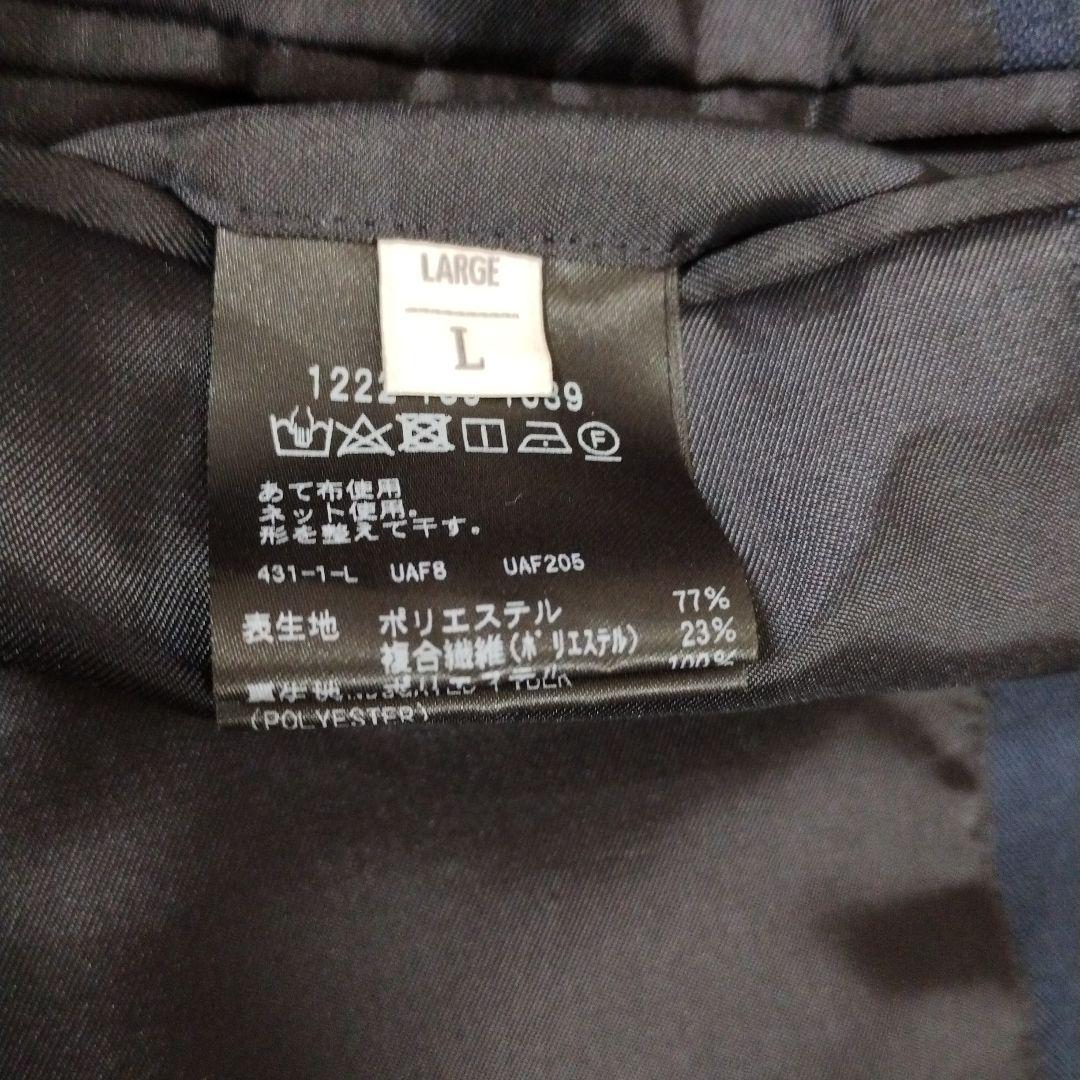 LARGE
L
1222
あて布使用
ネット使用。
形を整えて干す。
431-1-L UAF8 UAF205
表生地 ポリエステル 77%
複合繊維(ポリエステル) 23%
100%
(POLYESTER)